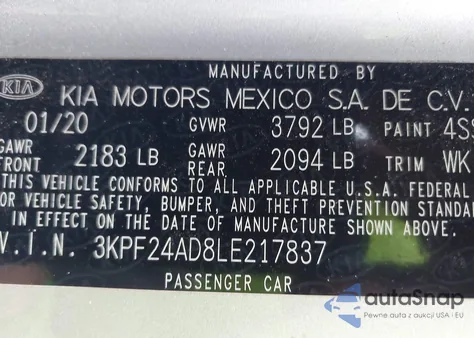 MANUFACTURED BY
KIA KIA MOTORS MEXICO S.A. DE C.V.
01/20 GVWR 3792 LB PAINT 4SS
GAWR FRONT 2183 LB GAWR REAR 2094 LB TRIM WK
THIS VEHICLE CONFORMS TO ALL APPLICABLE U.S.A. FEDERAL
OR VEHICLE SAFETY, BUMPER, AND THEFT PREVENTION STANDA
IN EFFECT ON THE DATE OF MANUFACTURE SHOWN ABOVE.
V.I.N. 3KPF24AD8LE217837
PASSENGER CAR
autoSnap
Pewne auta z aukcji USA i EU